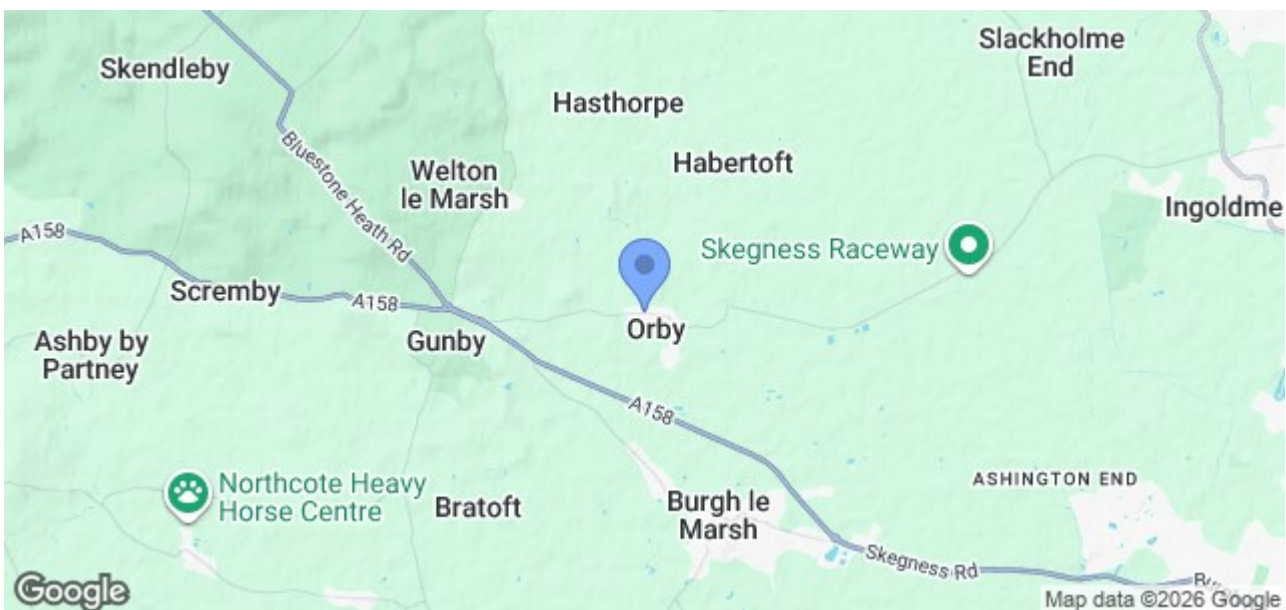 Slackholme
End
Skendleby
Hasthorpe
Bluestone Heath Rd
Welton
le Marsh
Habertoft
Ingoldme
A158
Skegness Raceway
Scremby
A158
Orby
Gunby
Ashby by
Partney
A158
Northcote Heavy
Horse Centre
Bratoft
Burgh le
Marsh
ASHINGTON END
Skegness Rd
Google
Map data ©2026 Google